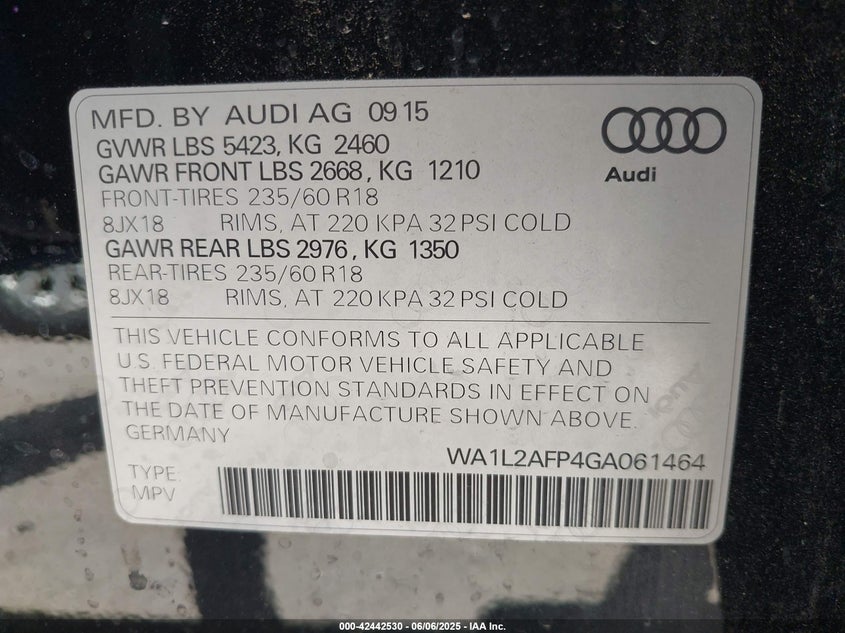 MFD. BY AUDI AG 09 15
GVWR LBS 5423, KG 2460
GAWR FRONT LBS 2668, KG 1210
FRONT-TIRES 235/60 R18
8JX18 RIMS, AT 220 KPA 32 PSI COLD
GAWR REAR LBS 2976, KG 1350
REAR-TIRES 235/60 R18
8JX18 RIMS, AT 220 KPA 32 PSI COLD
Audi
THIS VEHICLE CONFORMS TO ALL APPLICABLE
U.S. FEDERAL MOTOR VEHICLE SAFETY AND
THEFT PREVENTION STANDARDS IN EFFECT ON
THE DATE OF MANUFACTURE SHOWN ABOVE.
GERMANY
WA1L2AFP4GA061464
TYPE:
MPV
000-42442530 - 06/06/2025 - IAA Inc.